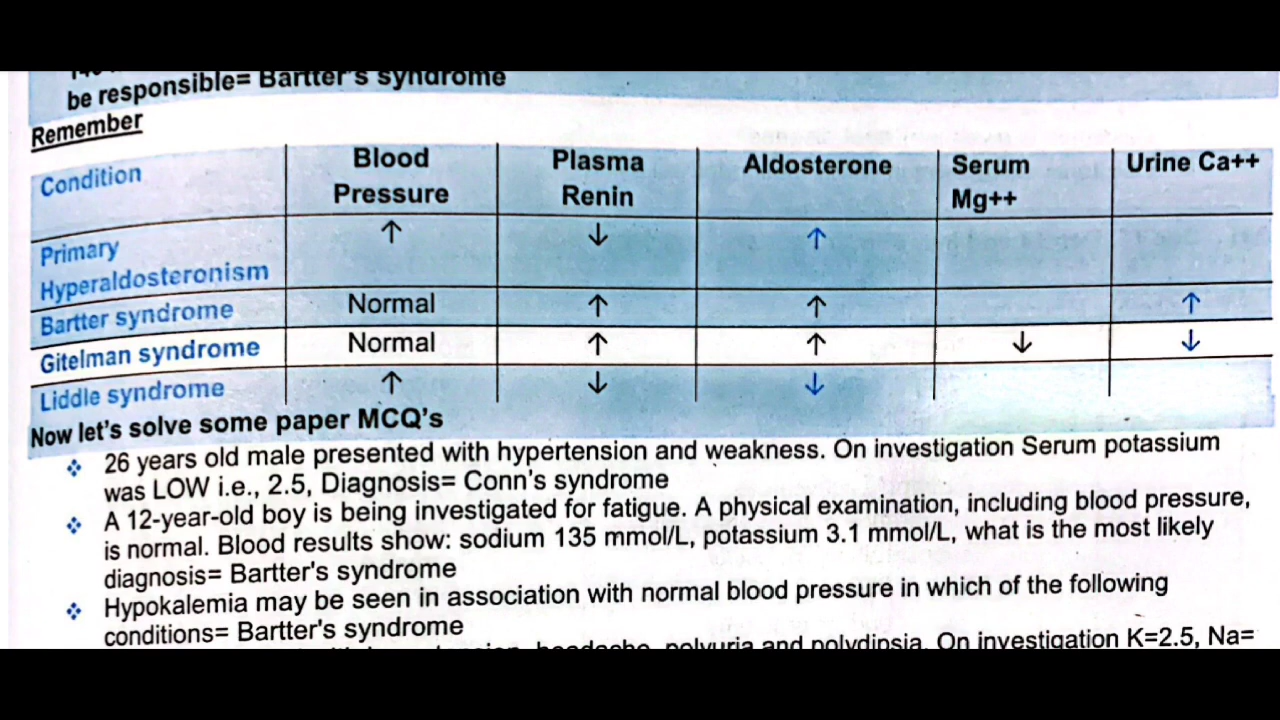 be responsible= Bartter's syndrome
Remember
Condition Blood Pressure Plasma Renin Aldosterone Serum Mg++ Urine Ca++
Primary Hyperaldosteronism ↑ ↓ ↑
Bartter syndrome Normal ↑ ↑ ↑
Gitelman syndrome Normal ↑ ↑ ↓ ↓
Liddle syndrome ↑ ↓ ↓
Now let's solve some paper MCQ's
❖ 26 years old male presented with hypertension and weakness. On investigation Serum potassium
was LOW i.e., 2.5, Diagnosis= Conn's syndrome
❖ A 12-year-old boy is being investigated for fatigue. A physical examination, including blood pressure,
is normal. Blood results show: sodium 135 mmol/L, potassium 3.1 mmol/L, what is the most likely
diagnosis= Bartter's syndrome
❖ Hypokalemia may be seen in association with normal blood pressure in which of the following
conditions= Bartter's syndrome
headache, polyuria and polydipsia. On investigation K=2.5, Na=